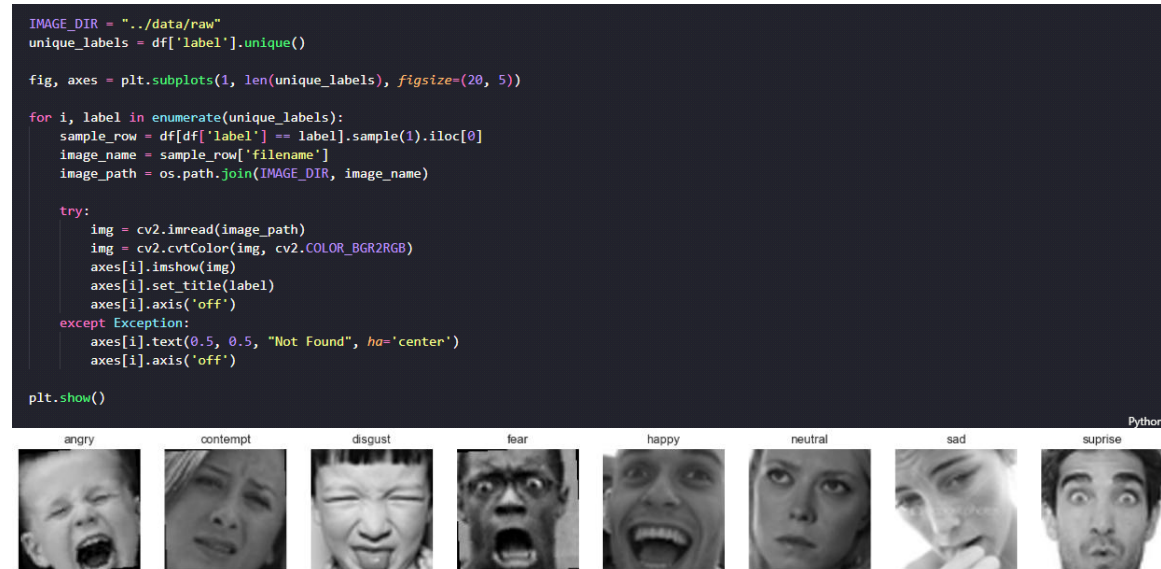 IMAGE_DIR = "../data/raw"
unique_labels = df['label'].unique()

fig, axes = plt.subplots(1, len(unique_labels), figsize=(20, 5))

for i, label in enumerate(unique_labels):
    sample_row = df[df['label'] == label].sample(1).iloc[0]
    image_name = sample_row['filename']
    image_path = os.path.join(IMAGE_DIR, image_name)

    try:
        img = cv2.imread(image_path)
        img = cv2.cvtColor(img, cv2.COLOR_BGR2RGB)
        axes[i].imshow(img)
        axes[i].set_title(label)
        axes[i].axis('off')
    except Exception:
        axes[i].text(0.5, 0.5, "Not Found", ha='center')
        axes[i].axis('off')

plt.show()
Python
angry contempt disgust fear happy neutral sad suprise